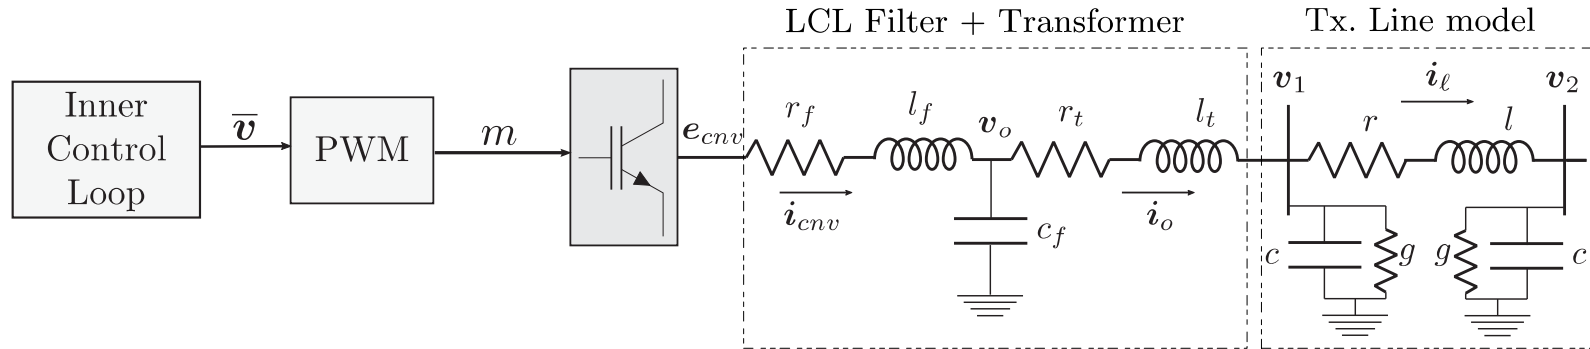 LCL Filter + Transformer
Tx. Line model
Inner
Control
Loop
v̅
PWM
m
e_cnv
r_f
l_f
v_o
r_t
l_t
i_cnv
c_f
i_o
v_1
i_ℓ
v_2
r
l
c
g
g
c